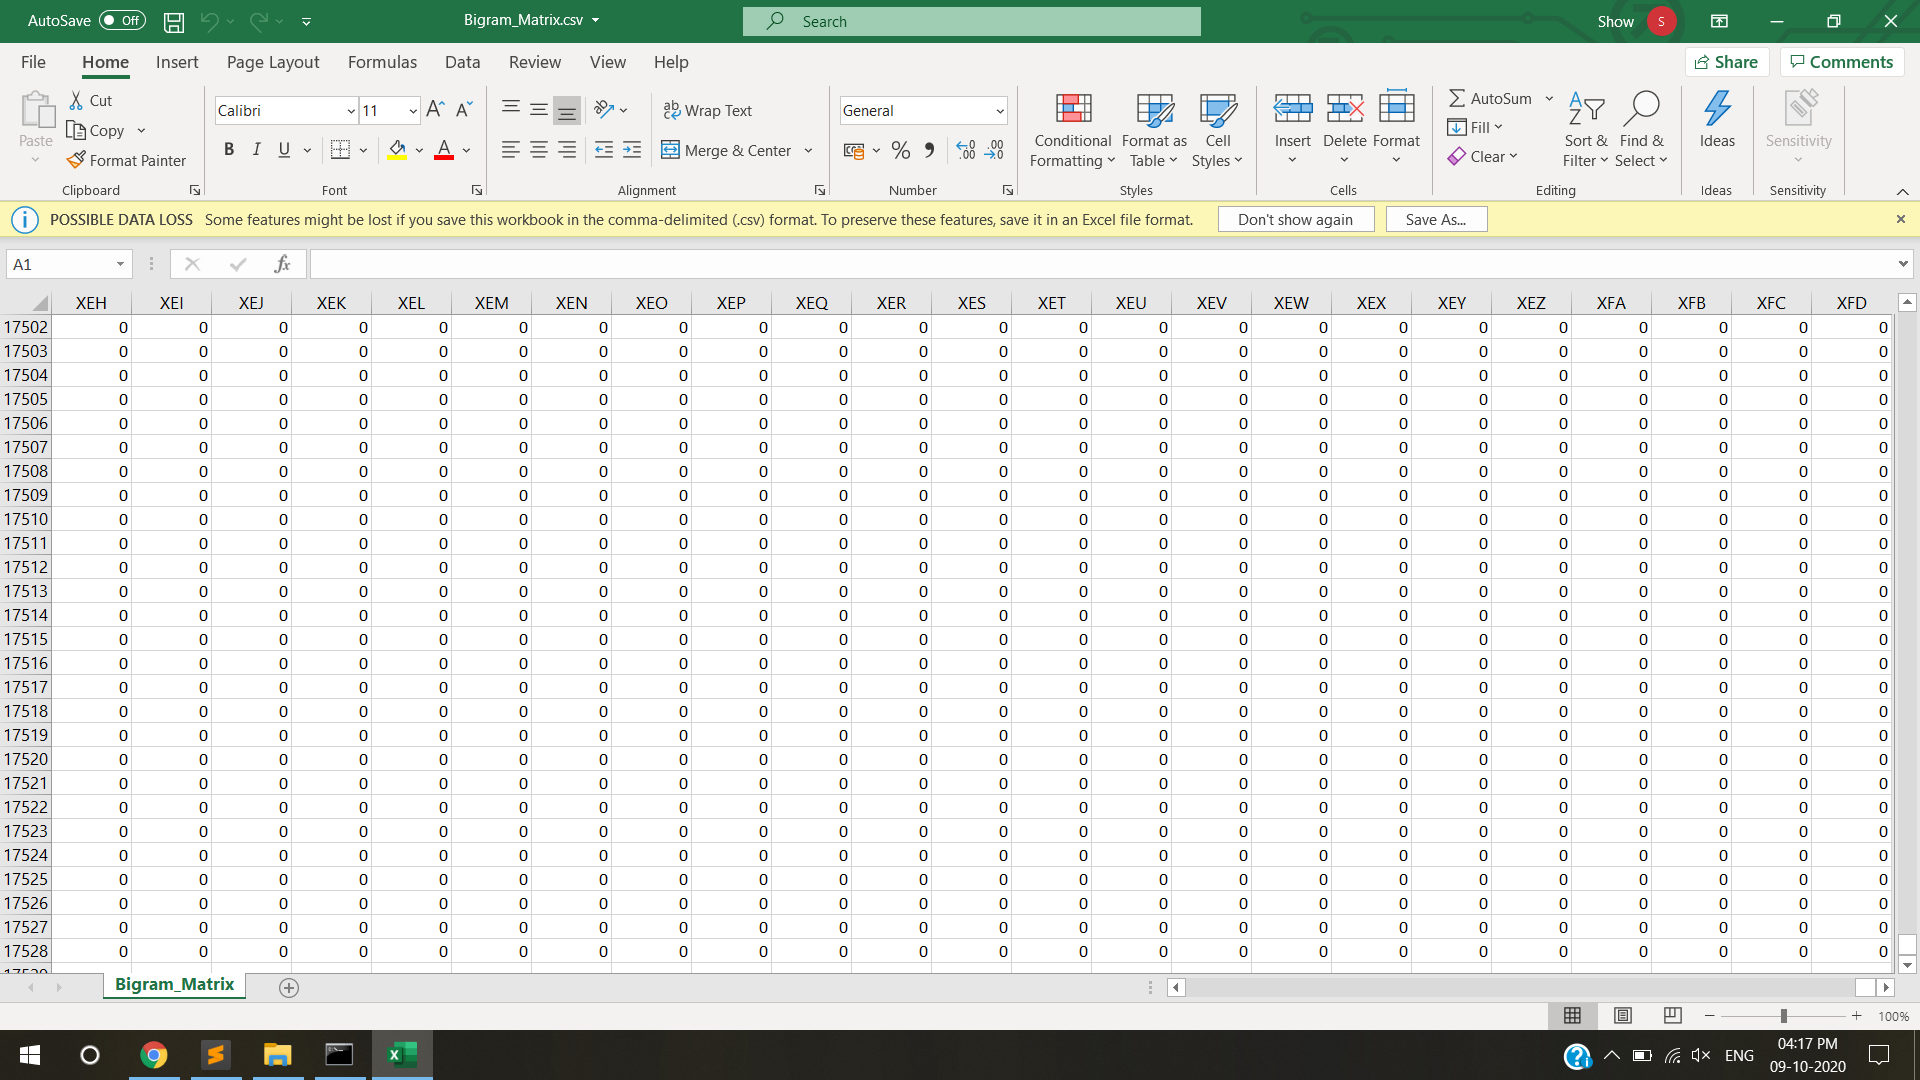 AutoSave Off Bigram_Matrix.csv Search Show S
File Home Insert Page Layout Formulas Data Review View Help Share Comments
Paste Cut Copy Format Painter Clipboard
Calibri 11 B I U A Font
Wrap Text Merge & Center Alignment
General % Number
Conditional Formatting Format as Table Cell Styles Styles
Insert Delete Format Cells
AutoSum Fill Clear Sort & Filter Find & Select Editing
Ideas Ideas
Sensitivity Sensitivity
POSSIBLE DATA LOSS Some features might be lost if you save this workbook in the comma-delimited (.csv) format. To preserve these features, save it in an Excel file format. Don't show again Save As...
A1 fx
XEH XEI XEJ XEK XEL XEM XEN XEO XEP XEQ XER XES XET XEU XEV XEW XEX XEY XEZ XFA XFB XFC XFD
17502 0 0 0 0 0 0 0 0 0 0 0 0 0 0 0 0 0 0 0 0 0 0 0
17503 0 0 0 0 0 0 0 0 0 0 0 0 0 0 0 0 0 0 0 0 0 0 0
17504 0 0 0 0 0 0 0 0 0 0 0 0 0 0 0 0 0 0 0 0 0 0 0
17505 0 0 0 0 0 0 0 0 0 0 0 0 0 0 0 0 0 0 0 0 0 0 0
17506 0 0 0 0 0 0 0 0 0 0 0 0 0 0 0 0 0 0 0 0 0 0 0
17507 0 0 0 0 0 0 0 0 0 0 0 0 0 0 0 0 0 0 0 0 0 0 0
17508 0 0 0 0 0 0 0 0 0 0 0 0 0 0 0 0 0 0 0 0 0 0 0
17509 0 0 0 0 0 0 0 0 0 0 0 0 0 0 0 0 0 0 0 0 0 0 0
17510 0 0 0 0 0 0 0 0 0 0 0 0 0 0 0 0 0 0 0 0 0 0 0
17511 0 0 0 0 0 0 0 0 0 0 0 0 0 0 0 0 0 0 0 0 0 0 0
17512 0 0 0 0 0 0 0 0 0 0 0 0 0 0 0 0 0 0 0 0 0 0 0
17513 0 0 0 0 0 0 0 0 0 0 0 0 0 0 0 0 0 0 0 0 0 0 0
17514 0 0 0 0 0 0 0 0 0 0 0 0 0 0 0 0 0 0 0 0 0 0 0
17515 0 0 0 0 0 0 0 0 0 0 0 0 0 0 0 0 0 0 0 0 0 0 0
17516 0 0 0 0 0 0 0 0 0 0 0 0 0 0 0 0 0 0 0 0 0 0 0
17517 0 0 0 0 0 0 0 0 0 0 0 0 0 0 0 0 0 0 0 0 0 0 0
17518 0 0 0 0 0 0 0 0 0 0 0 0 0 0 0 0 0 0 0 0 0 0 0
17519 0 0 0 0 0 0 0 0 0 0 0 0 0 0 0 0 0 0 0 0 0 0 0
17520 0 0 0 0 0 0 0 0 0 0 0 0 0 0 0 0 0 0 0 0 0 0 0
17521 0 0 0 0 0 0 0 0 0 0 0 0 0 0 0 0 0 0 0 0 0 0 0
17522 0 0 0 0 0 0 0 0 0 0 0 0 0 0 0 0 0 0 0 0 0 0 0
17523 0 0 0 0 0 0 0 0 0 0 0 0 0 0 0 0 0 0 0 0 0 0 0
17524 0 0 0 0 0 0 0 0 0 0 0 0 0 0 0 0 0 0 0 0 0 0 0
17525 0 0 0 0 0 0 0 0 0 0 0 0 0 0 0 0 0 0 0 0 0 0 0
17526 0 0 0 0 0 0 0 0 0 0 0 0 0 0 0 0 0 0 0 0 0 0 0
17527 0 0 0 0 0 0 0 0 0 0 0 0 0 0 0 0 0 0 0 0 0 0 0
17528 0 0 0 0 0 0 0 0 0 0 0 0 0 0 0 0 0 0 0 0 0 0 0
Bigram_Matrix
100%
ENG 04:17 PM
09-10-2020